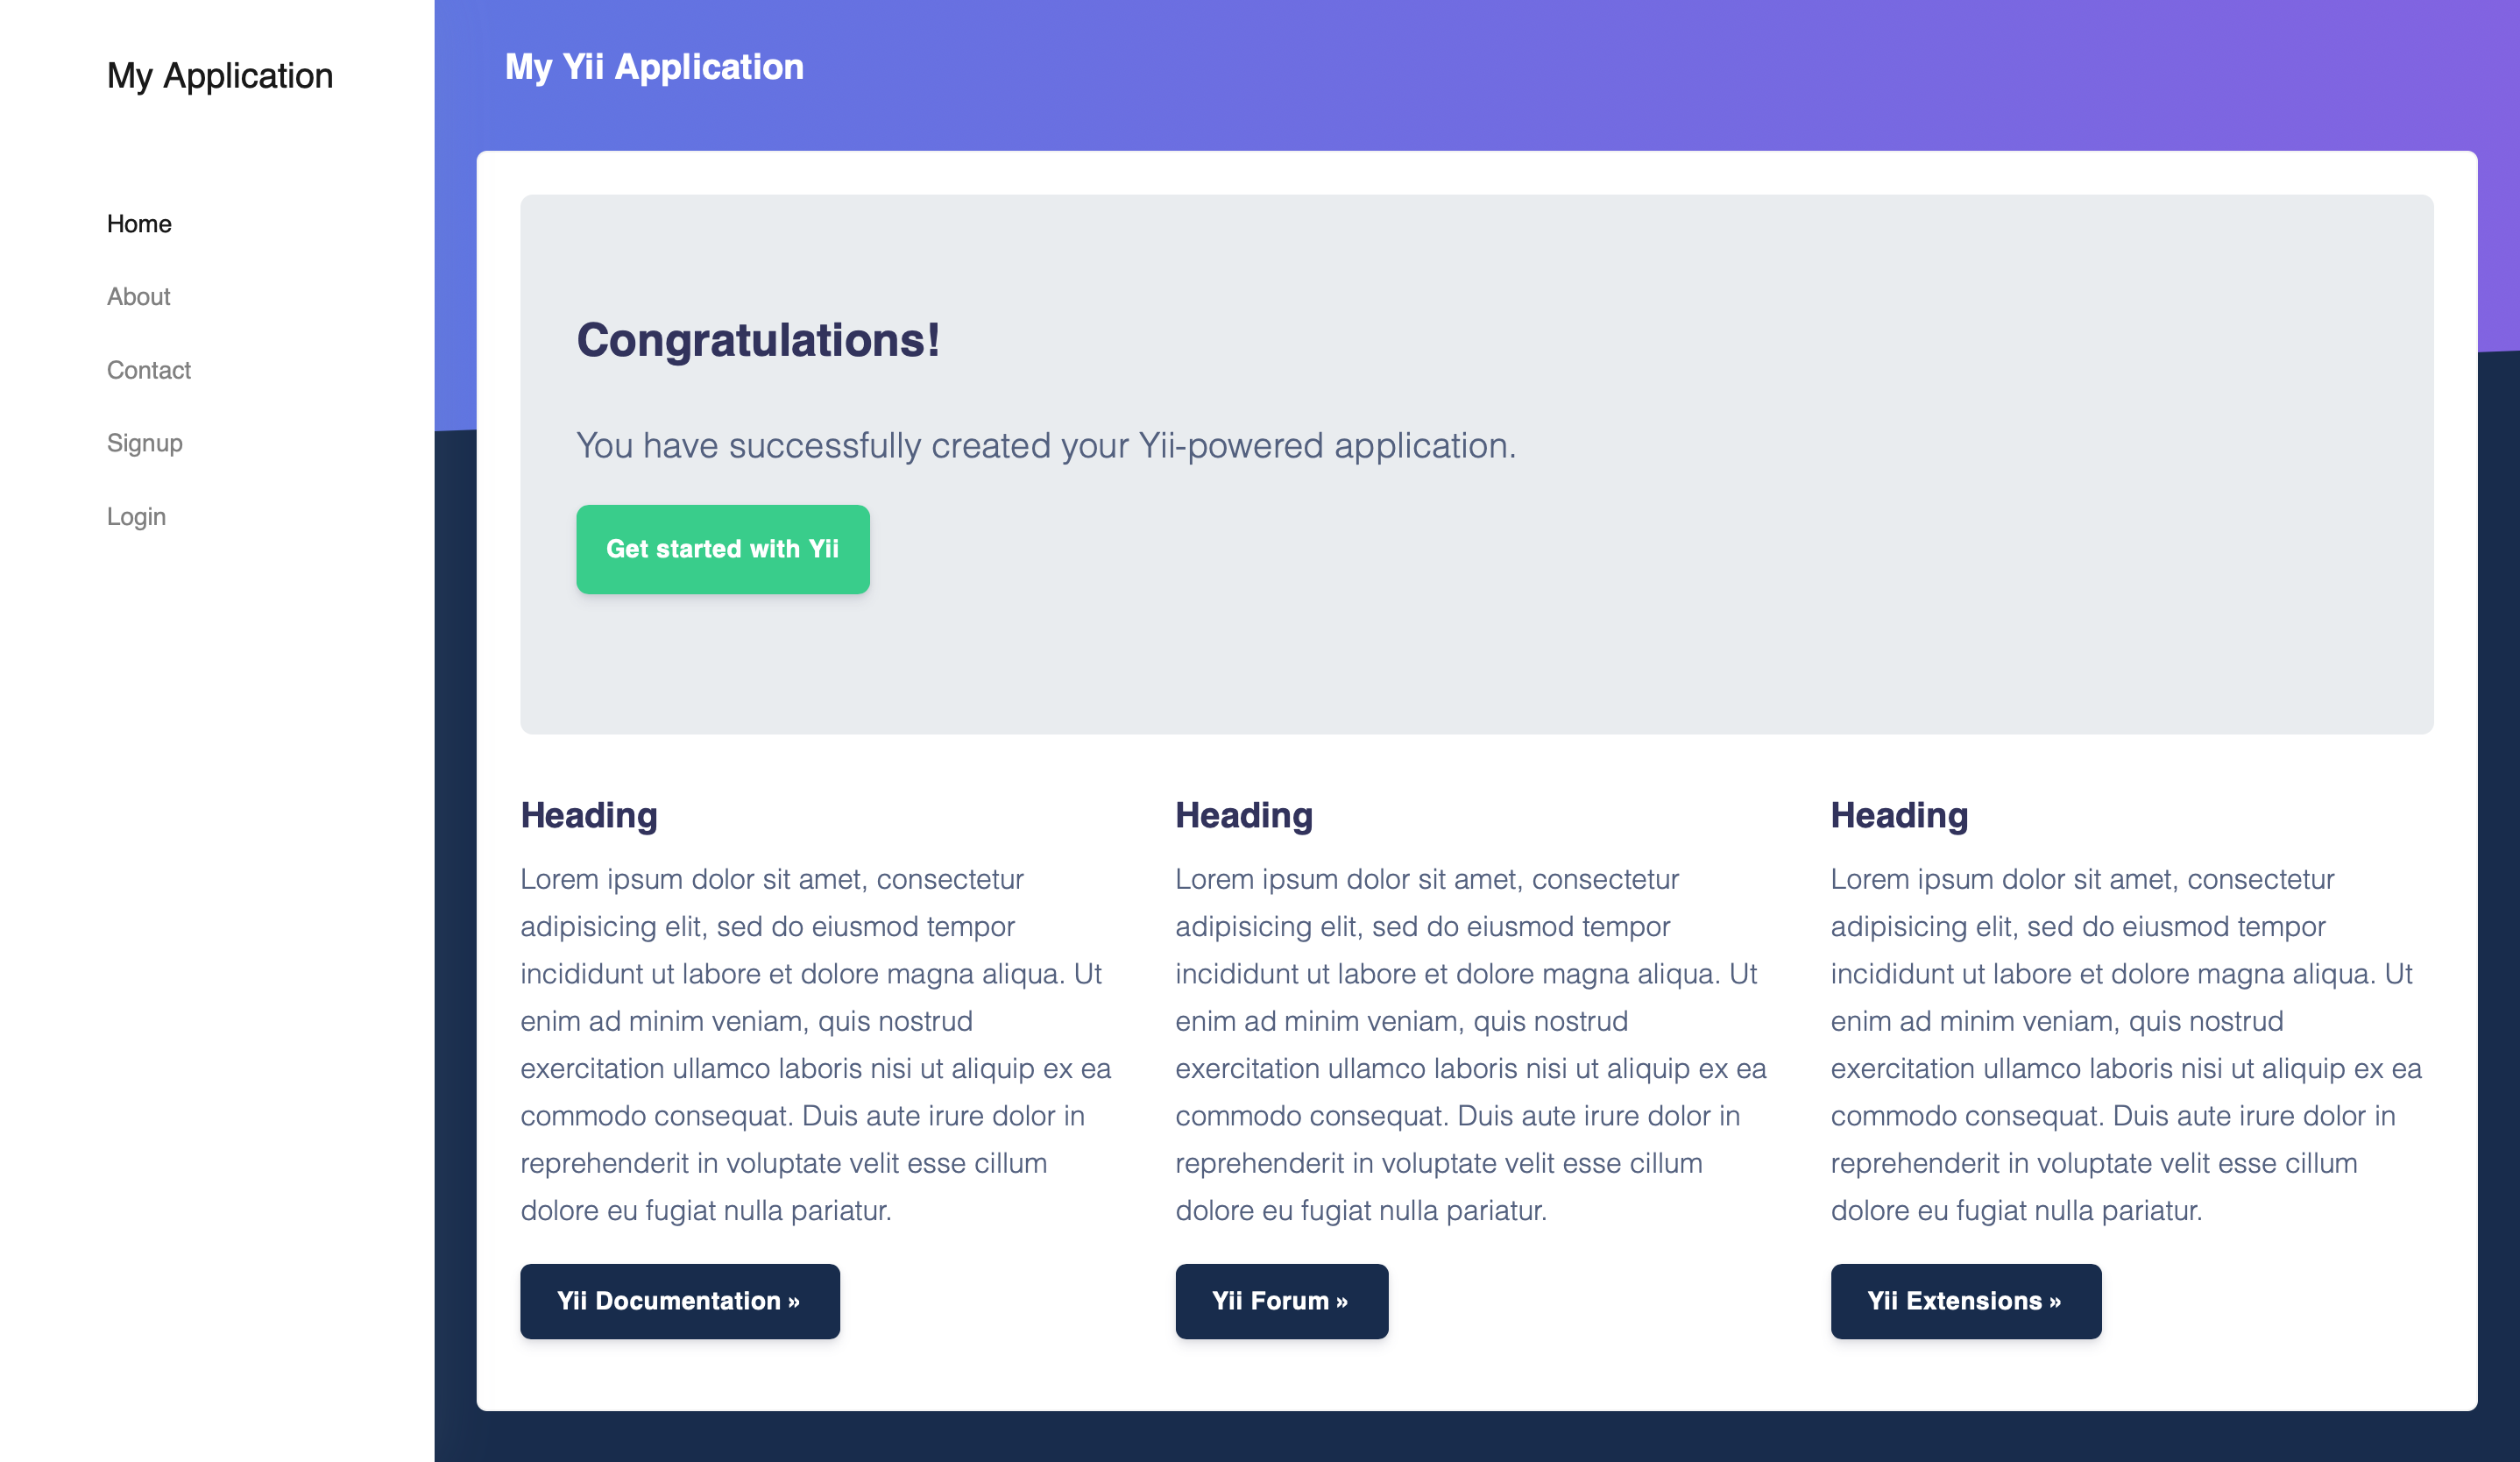 My Application
Home
About
Contact
Signup
Login
My Yii Application
Congratulations!
You have successfully created your Yii-powered application.
Get started with Yii
Heading
Lorem ipsum dolor sit amet, consectetur
adipisicing elit, sed do eiusmod tempor
incididunt ut labore et dolore magna aliqua. Ut
enim ad minim veniam, quis nostrud
exercitation ullamco laboris nisi ut aliquip ex ea
commodo consequat. Duis aute irure dolor in
reprehenderit in voluptate velit esse cillum
dolore eu fugiat nulla pariatur.
Yii Documentation »
Heading
Lorem ipsum dolor sit amet, consectetur
adipisicing elit, sed do eiusmod tempor
incididunt ut labore et dolore magna aliqua. Ut
enim ad minim veniam, quis nostrud
exercitation ullamco laboris nisi ut aliquip ex ea
commodo consequat. Duis aute irure dolor in
reprehenderit in voluptate velit esse cillum
dolore eu fugiat nulla pariatur.
Yii Forum »
Heading
Lorem ipsum dolor sit amet, consectetur
adipisicing elit, sed do eiusmod tempor
incididunt ut labore et dolore magna aliqua. Ut
enim ad minim veniam, quis nostrud
exercitation ullamco laboris nisi ut aliquip ex ea
commodo consequat. Duis aute irure dolor in
reprehenderit in voluptate velit esse cillum
dolore eu fugiat nulla pariatur.
Yii Extensions »